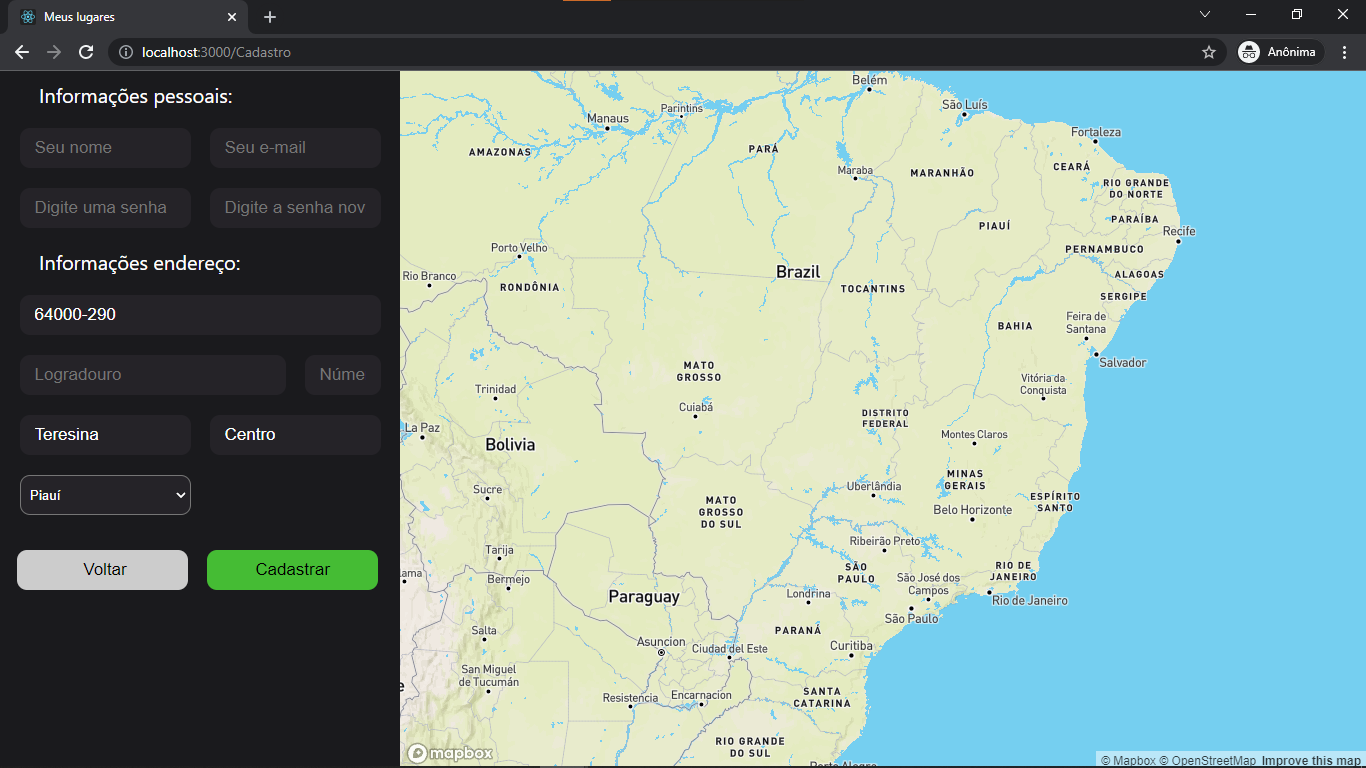 Meus lugares
localhost:3000/Cadastro
Anônima
Informações pessoais:
Seu nome
Seu e-mail
Digite uma senha
Digite a senha nov
Informações endereço:
64000-290
Logradouro
Núme
Teresina
Centro
Piauí
Voltar
Cadastrar
Belém
Parintins
São Luís
Manaus
Fortaleza
AMAZONAS
PARÁ
Maraba
MARANHÃO
CEARÁ
RIO GRANDE
DO NORTE
PARAÍBA
PIAUÍ
Recife
Porto Velho
PERNAMBUCO
Rio Branco
Brazil
ALAGOAS
RONDÔNIA
TOCANTINS
SERGIPE
Feira de
Santana
BAHIA
Salvador
MATO
GROSSO
Vitória da
Conquista
Trinidad
Cuiabá
DISTRITO
FEDERAL
La Paz
Bolivia
Montes Claros
MINAS
GERAIS
Sucre
Uberlândia
ESPÍRITO
SANTO
MATO
GROSSO
DO SUL
Belo Horizonte
Tarija
Ribeirão Preto
lama
Bermejo
SÃO
PAULO
RIO DE
JANEIRO
São José dos
Campos
Paraguay
Londrina
Rio de Janeiro
São Paulo
Salta
PARANÁ
Asuncion
Ciudad del Este
Curitiba
San Miguel
de Tucumán
e
Resistencia
Encarnacion
SANTA
CATARINA
RIO GRANDE
DO SUL
Porto Alegre
mapbox
© Mapbox © OpenStreetMap Improve this map